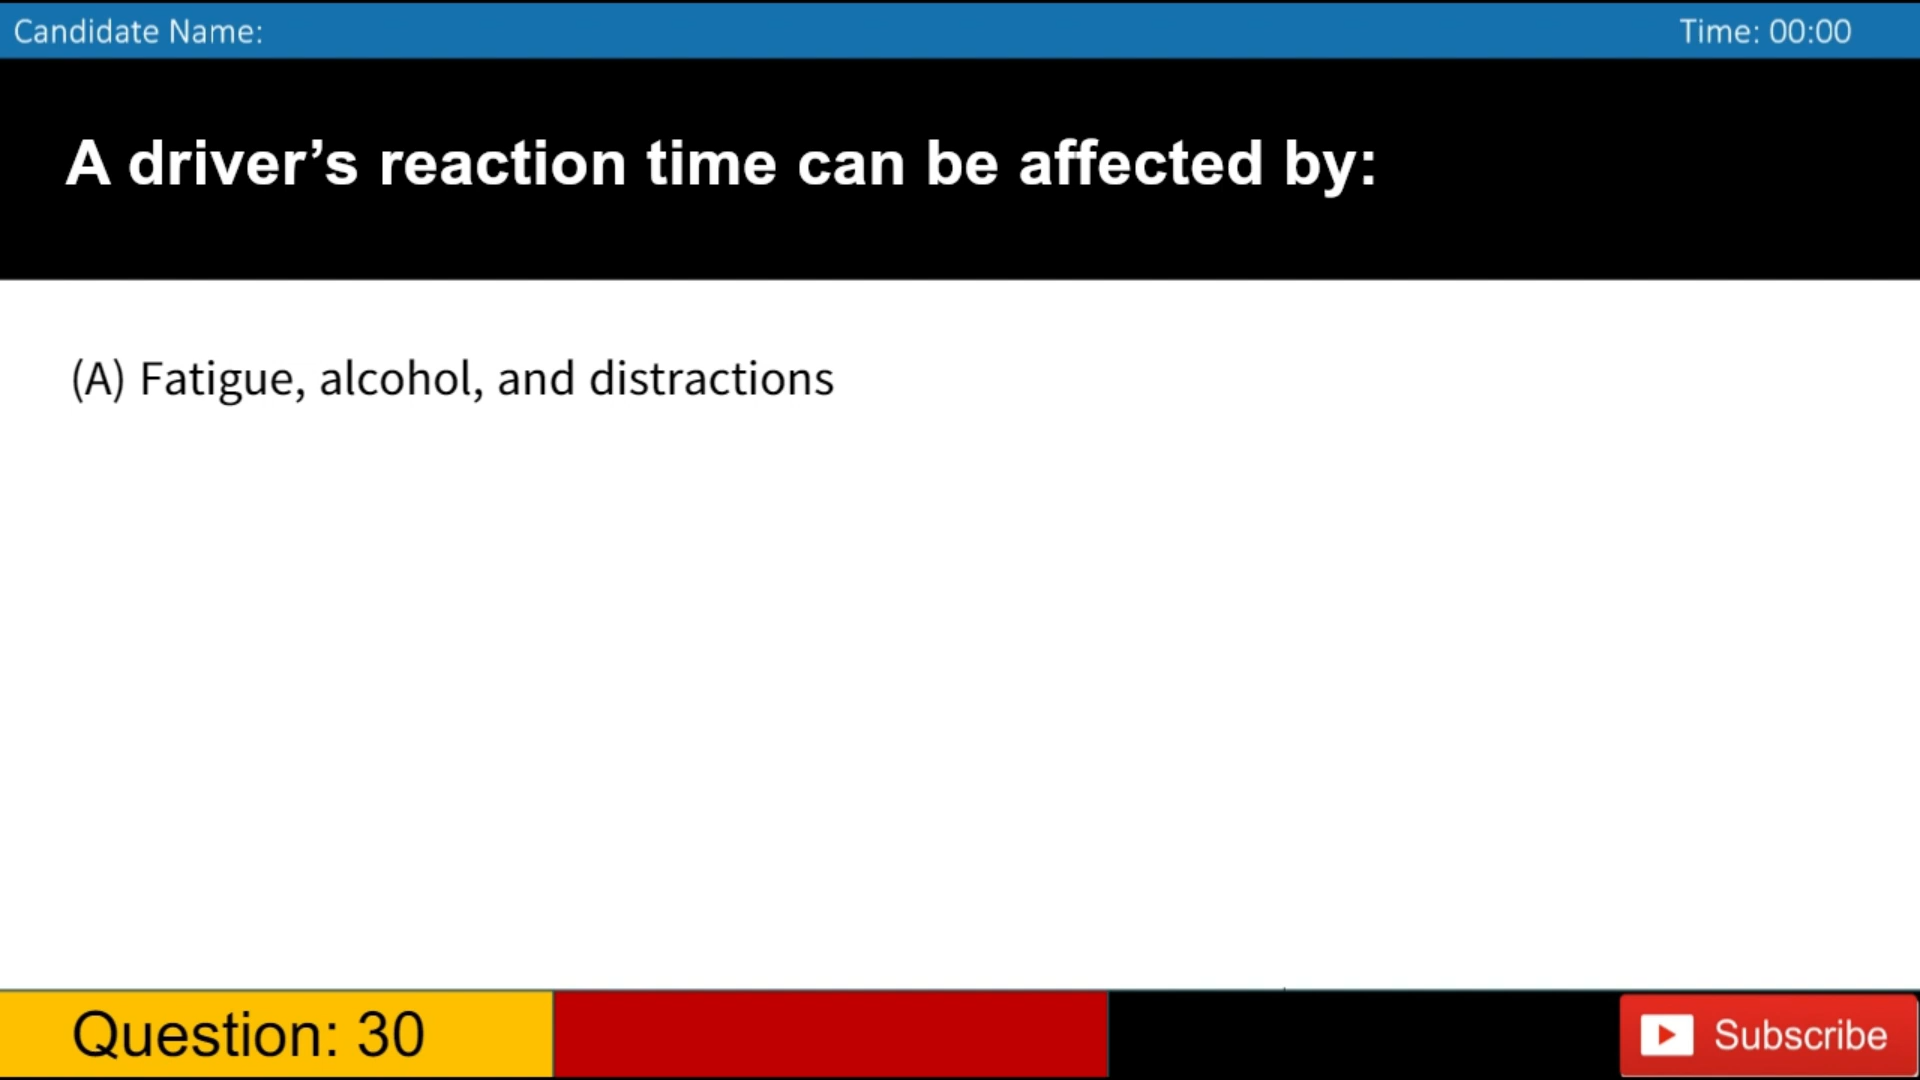 Candidate Name:
Time: 00:00
A driver’s reaction time can be affected by:
(A) Fatigue, alcohol, and distractions
Question: 30
Subscribe